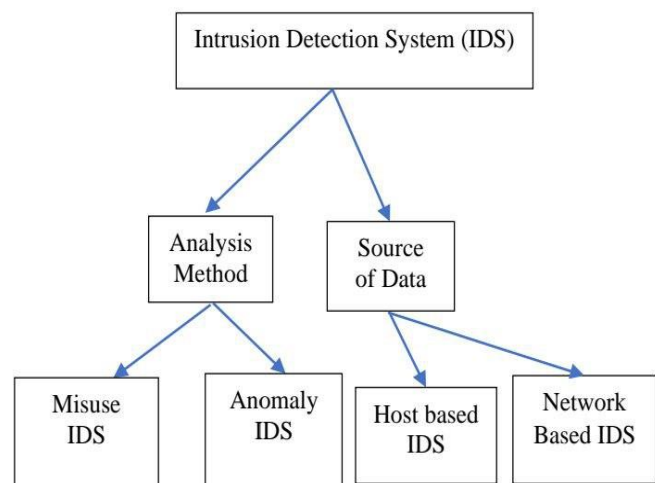 Intrusion Detection System (IDS)
Analysis
Method
Source
of Data
Misuse
IDS
Anomaly
IDS
Host based
IDS
Network
Based IDS